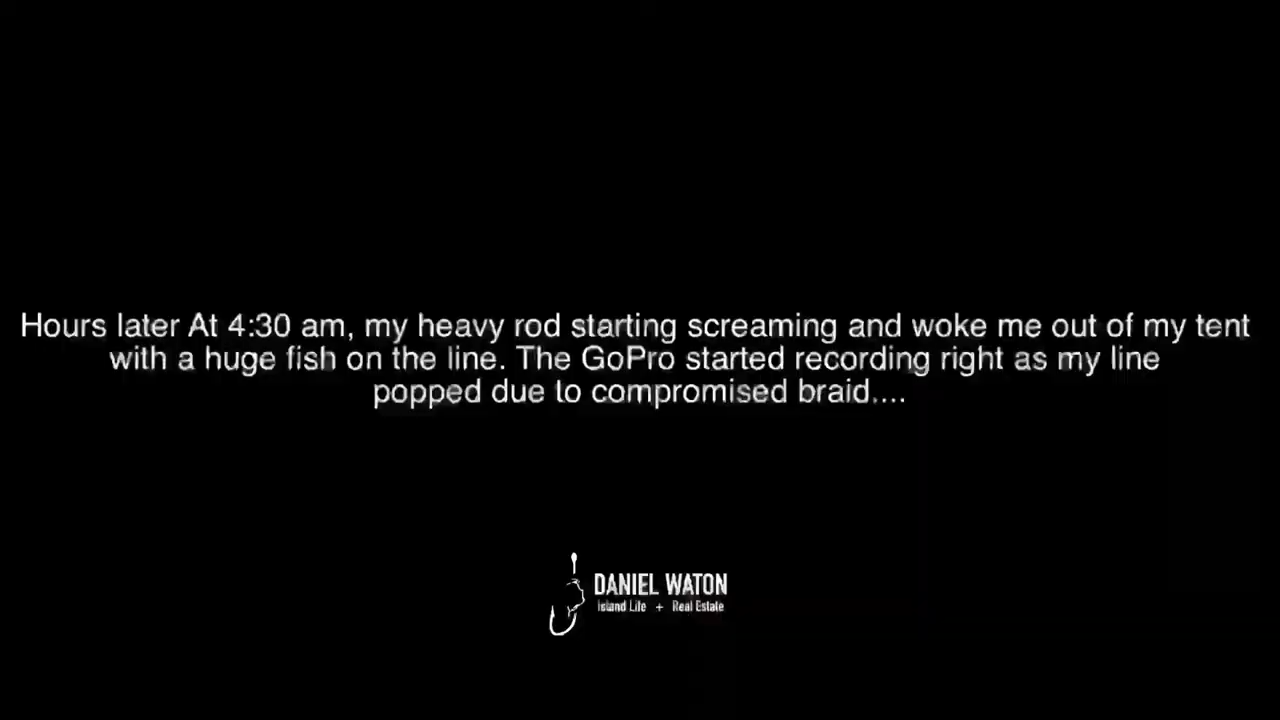 Hours later At 4:30 am, my heavy rod starting screaming and woke me out of my tent
with a huge fish on the line. The GoPro started recording right as my line
popped due to compromised braid....
DANIEL WATON
Island Life + Real Estate